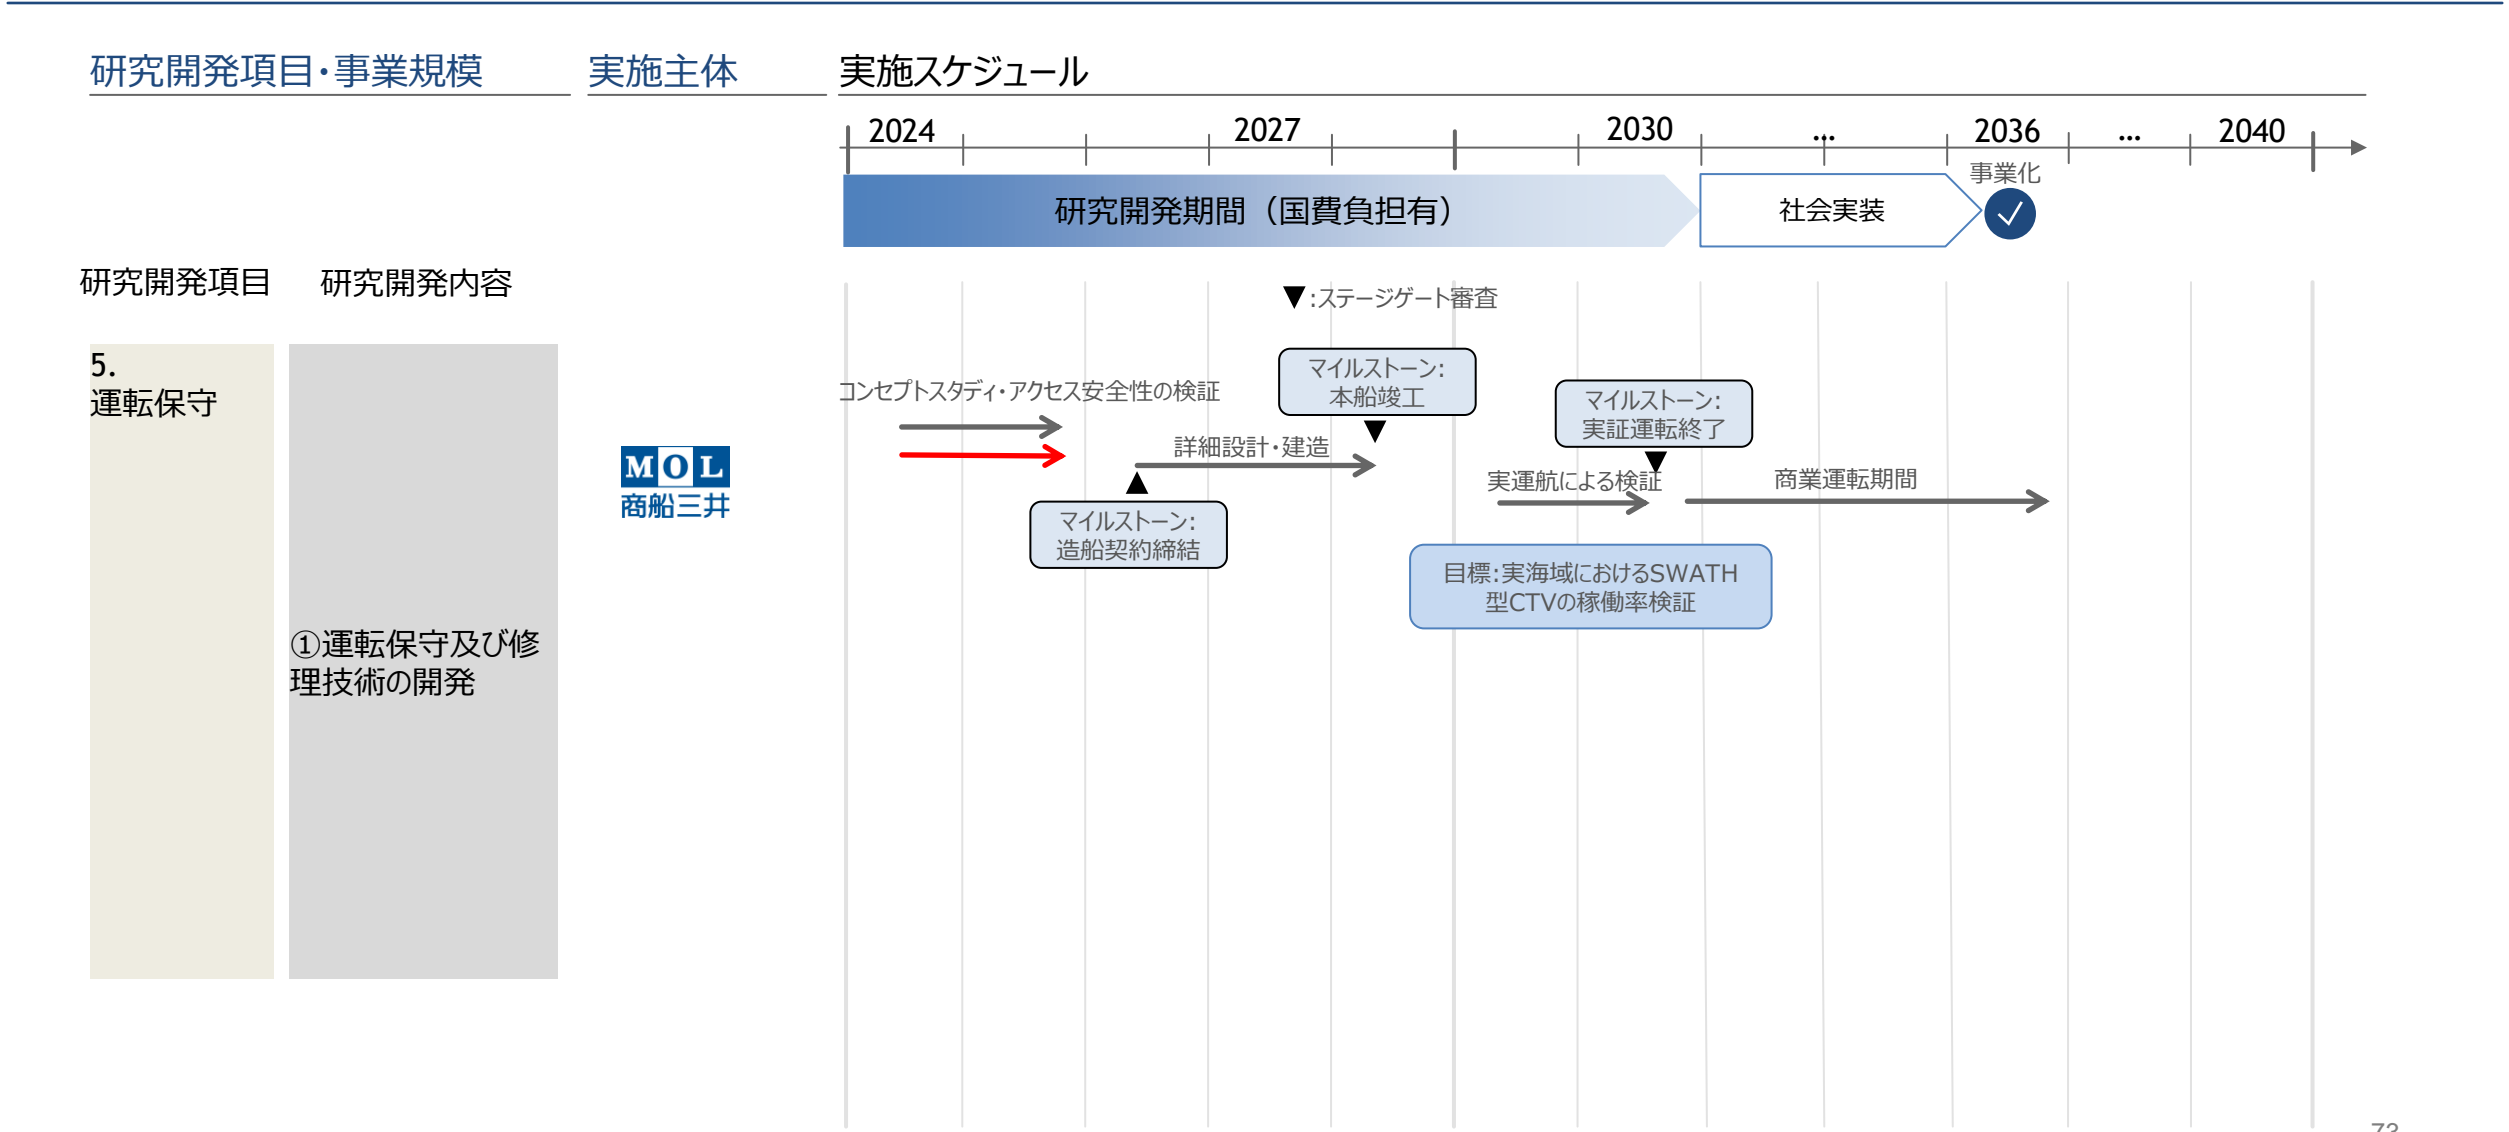 研究開発項目・事業規模
実施主体
実施スケジュール
2024
2027
2030
…
2036
…
2040
事業化
研究開発期間（国費負担有）
社会実装
研究開発項目
研究開発内容
▼:ステージゲート審査
5.
運転保守
①運転保守及び修
理技術の開発
MOL
商船三井
コンセプトスタディ・アクセス安全性の検証
マイルストーン:
本船竣工
詳細設計・建造
マイルストーン:
造船契約締結
マイルストーン:
実証運転終了
実運航による検証
商業運転期間
目標:実海域におけるSWATH
型CTVの稼働率検証
73